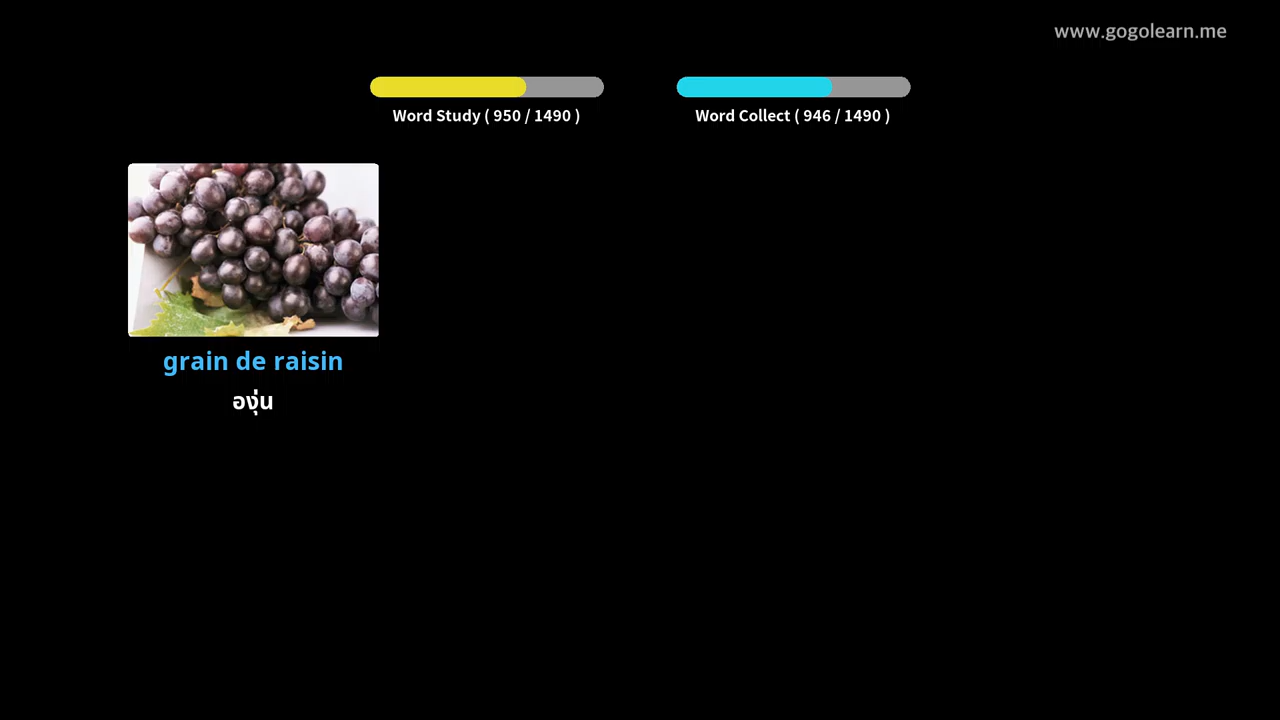 www.gogolearn.me
Word Study ( 950 / 1490 )
Word Collect ( 946 / 1490 )
grain de raisin
องุ่น